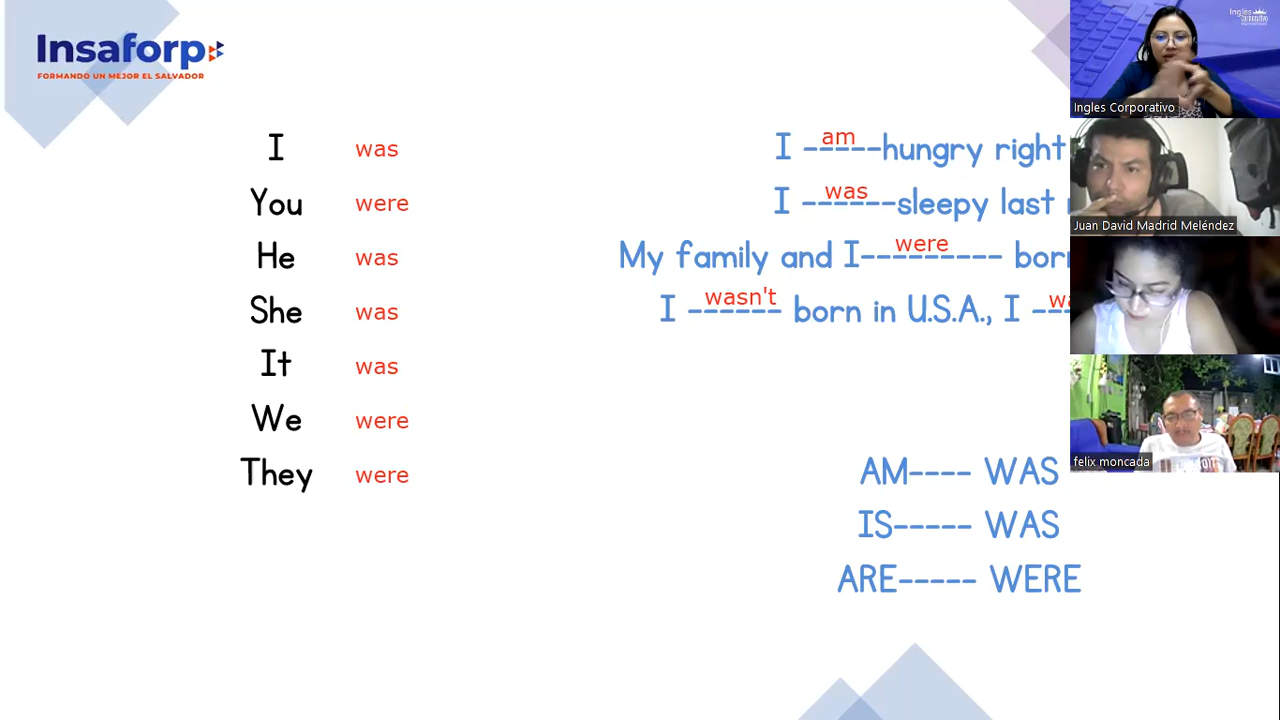 Insaforp
FORMANDO UN MEJOR EL SALVADOR
I was
You were
He was
She was
It was
We were
They were
I -----hungry right
am
I ------sleepy last
was
My family and I--------- born
were
I ------ born in U.S.A., I ---
wasn't
AM---- WAS
IS----- WAS
ARE----- WERE
Ingles Corporativo
Ingles Corporativo
Juan David Madrid Meléndez
felix moncada